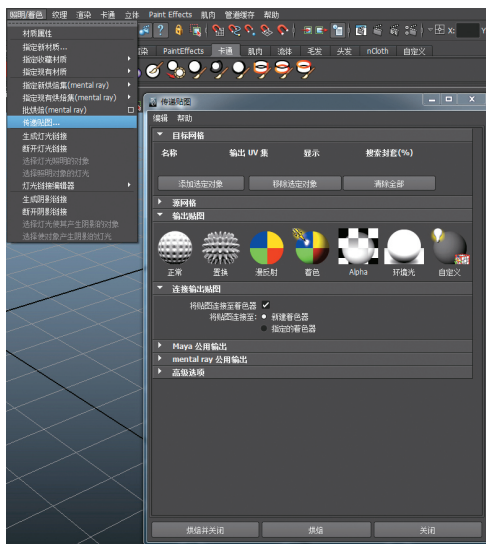 照明/着色 纹理 渲染 卡通 立体 Paint Effects 肌肉 管道缓存 帮助
材质属性
指定新材质...
指定收藏材质
指定现有材质
指定新烘焙集(mental ray)
指定现有烘焙集(mental ray)
批烘焙(mental ray)
传递贴图...
生成灯光链接
断开灯光链接
选择灯光照明的对象
选择照明对象的灯光
灯光链接编辑器
生成阴影链接
断开阴影链接
选择灯光使其产生阴影的对象
选择使对象产生阴影的灯光
X:
Y
PaintEffects 卡通 肌肉 流体 毛发 头发 nCloth 自定义
传递贴图
编辑 帮助
目标网格
名称 输出 UV 集 显示 搜索封套(%)
添加选定对象 移除选定对象 清除全部
源网格
输出贴图
正常 置换 漫反射 着色 Alpha 环境光 自定义
连接输出贴图
将贴图连接至着色器
将贴图连接至: 新建着色器
指定的着色器
Maya 公用输出
mental ray 公用输出
高级选项
烘焙并关闭 烘焙 关闭